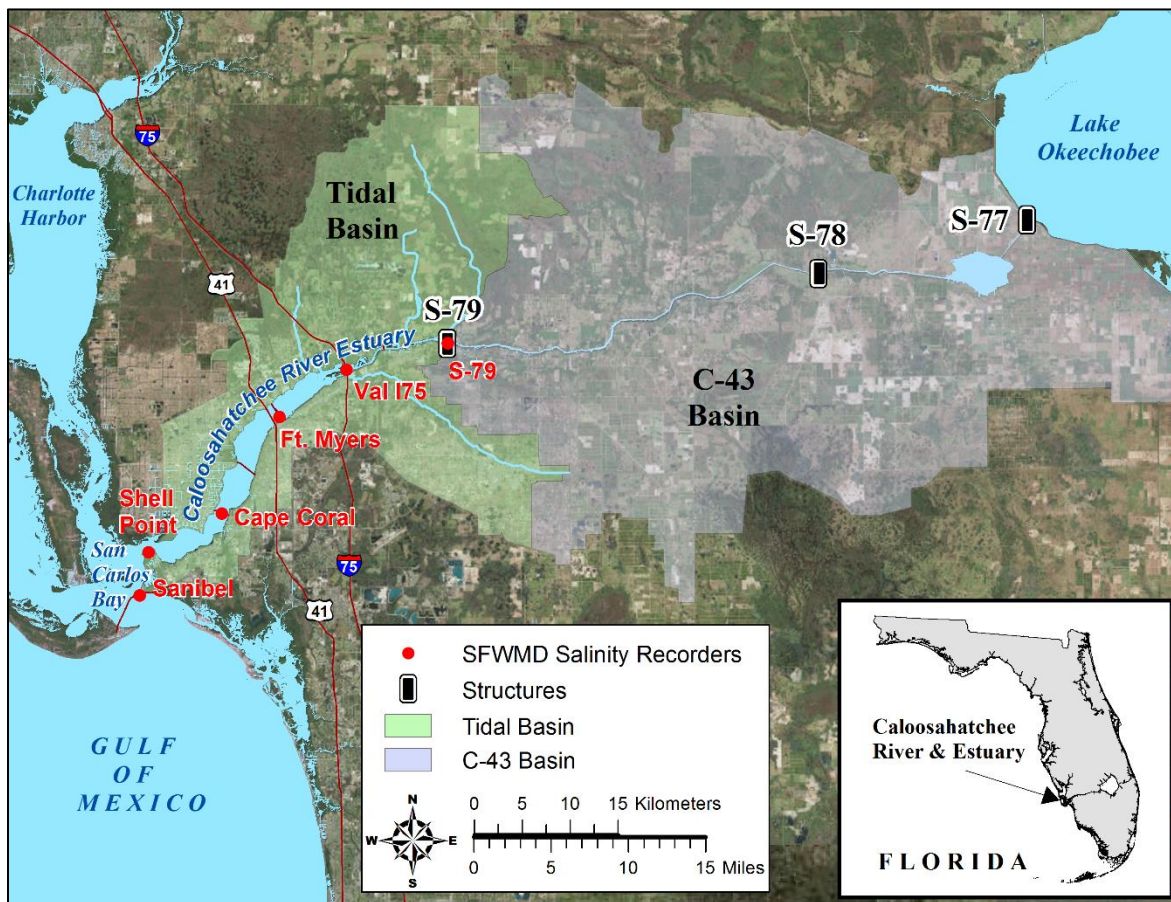 75
Charlotte
Harbor
41
Tidal
Basin
Lake
Okeechobee
S-77
S-78
S-79
S-79
C-43
Basin
Caloosahatchee River Estuary
Val I75
Ft. Myers
Shell
Point
Cape Coral
San
Carlos
Bay
Sanibel
75
41
GULF
OF
MEXICO
SFWMD Salinity Recorders
Structures
Tidal Basin
C-43 Basin
N
W E
S
0 5 10 15 Kilometers
0 5 10 15 Miles
Caloosahatchee
River & Estuary
FLORIDA